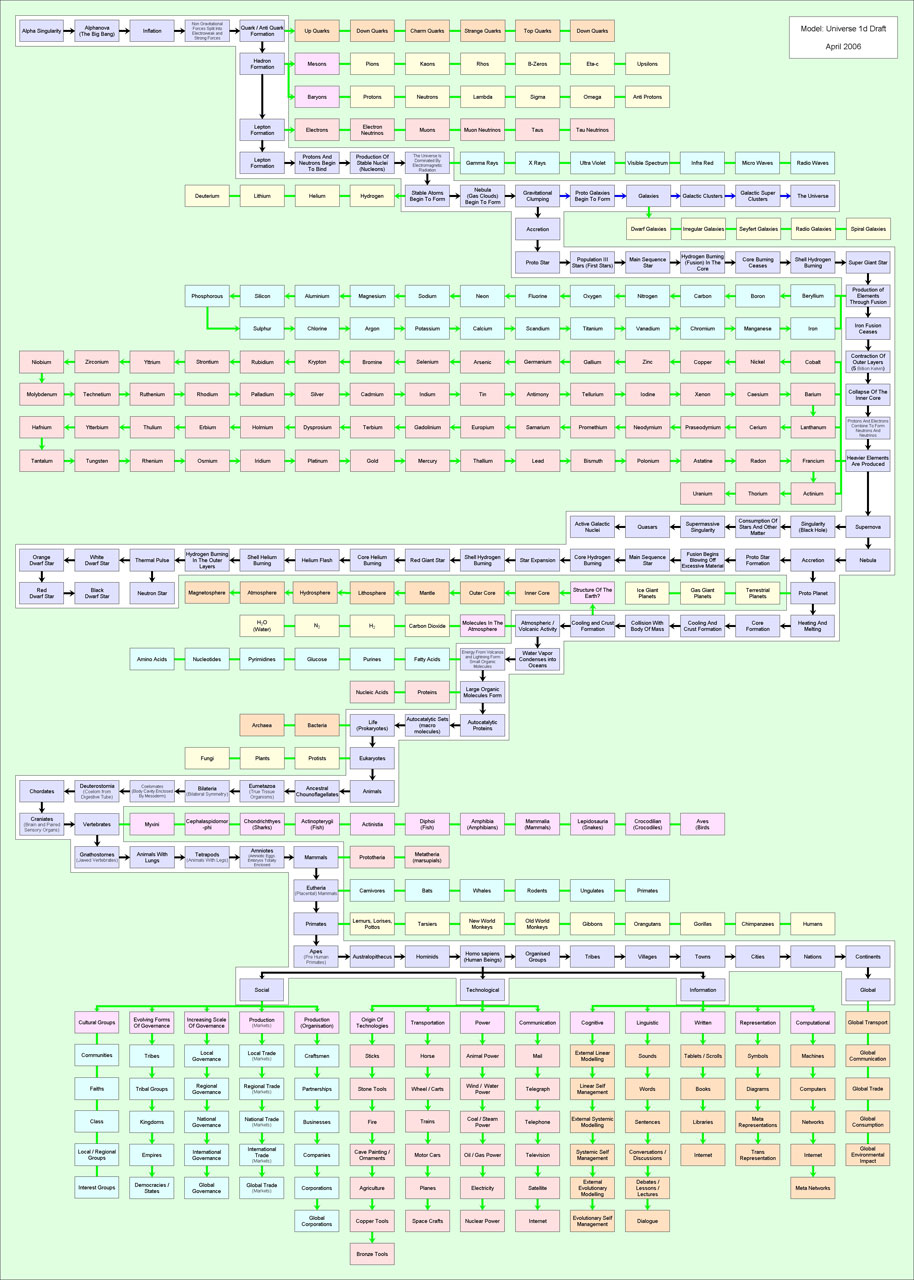 Model: Universe 1d Draft
April 2006
Alpha Singularity
Alphanova
(The Big Bang)
Inflation
Non Gravitational
Forces Split Into
Electroweak and
Strong Forces
Quark / Anti Quark
Formation
Up Quarks
Down Quarks
Charm Quarks
Strange Quarks
Top Quarks
Down Quarks
Hadron
Formation
Mesons
Pions
Kaons
Rhos
B-Zeros
Eta-c
Upsilons
Baryons
Protons
Neutrons
Lambda
Sigma
Omega
Anti Protons
Lepton
Formation
Electrons
Electron
Neutrinos
Muons
Muon Neutrinos
Taus
Tau Neutrinos
Lepton
Formation
Protons And
Neutrons Begin
To Bind
Production Of
Stable Nuclei
(Nucleons)
The Universe Is
Dominated By
Electromagnetic
Radiation
Gamma Rays
X Rays
Ultra Violet
Visible Spectrum
Infra Red
Micro Waves
Radio Waves
Deuterium
Lithium
Helium
Hydrogen
Stable Atoms
Begin To Form
Nebula
(Gas Clouds)
Begin To Form
Gravitational
Clumping
Proto Galaxies
Begin To Form
Galaxies
Galactic Clusters
Galactic Super
Clusters
The Universe
Accretion
Dwarf Galaxies
Irregular Galaxies
Seyfert Galaxies
Radio Galaxies
Spiral Galaxies
Proto Star
Population III
Stars (First Stars)
Main Sequence
Star
Hydrogen Burning
(Fusion) In The
Core
Core Burning
Ceases
Shell Hydrogen
Burning
Super Giant Star
Phosphorous
Silicon
Aluminium
Magnesium
Sodium
Neon
Fluorine
Oxygen
Nitrogen
Carbon
Boron
Beryllium
Production of
Elements
Through Fusion
Sulphur
Chlorine
Argon
Potassium
Calcium
Scandium
Titanium
Vanadium
Chromium
Manganese
Iron
Iron Fusion
Ceases
Niobium
Zirconium
Yttrium
Strontium
Rubidium
Krypton
Bromine
Selenium
Arsenic
Germanium
Gallium
Zinc
Copper
Nickel
Cobalt
Contraction Of
Outer Layers
(5 Billion Kelvin)
Molybdenum
Technetium
Ruthenium
Rhodium
Palladium
Silver
Cadmium
Indium
Tin
Antimony
Tellurium
Iodine
Xenon
Caesium
Barium
Collapse Of The
Inner Core
Hafnium
Ytterbium
Thulium
Erbium
Holmium
Dysprosium
Terbium
Gadolinium
Europium
Samarium
Promethium
Neodymium
Praseodymium
Cerium
Lanthanum
Protons And Electrons
Combine To Form
Neutrons And
Neutrinos
Tantalum
Tungsten
Rhenium
Osmium
Iridium
Platinum
Gold
Mercury
Thallium
Lead
Bismuth
Polonium
Astatine
Radon
Francium
Heavier Elements
Are Produced
Uranium
Thorium
Actinium
Active Galactic
Nuclei
Quasars
Supermassive
Singularity
Consumption Of
Stars And Other
Matter
Singularity
(Black Hole)
Supernova
Orange
Dwarf Star
White
Dwarf Star
Thermal Pulse
Hydrogen Burning
In The Outer
Layers
Shell Helium
Burning
Helium Flash
Core Helium
Burning
Red Giant Star
Shell Hydrogen
Burning
Star Expansion
Core Hydrogen
Burning
Main Sequence
Star
Fusion Begins
Blowing Off
Excessive Material
Proto Star
Formation
Accretion
Nebula
Red
Dwarf Star
Black
Dwarf Star
Neutron Star
Magnetosphere
Atmosphere
Hydrosphere
Lithosphere
Mantle
Outer Core
Inner Core
Structure Of The
Earth?
Ice Giant
Planets
Gas Giant
Planets
Terrestrial
Planets
Proto Planet
H2O
(Water)
N2
H2
Carbon Dioxide
Molecules In The
Atmosphere
Atmospheric /
Volcanic Activity
Cooling and Crust
Formation
Collision With
Body Of Mass
Cooling And
Crust Formation
Core
Formation
Heating And
Melting
Amino Acids
Nucleotides
Pyrimidines
Glucose
Purines
Fatty Acids
Energy From Volcanos
and Lightning Form
Small Organic
Molecules
Water Vapor
Condenses into
Oceans
Nucleic Acids
Proteins
Large Organic
Molecules Form
Archaea
Bacteria
Life
(Prokaryotes)
Autocatalytic Sets
(macro
molecules)
Autocatalytic
Proteins
Fungi
Plants
Protists
Eukaryotes
Chordates
Deuterostomia
(Coelom from
Digestive Tube)
Coelomates
(Body Cavity Enclosed
By Mesoderm)
Bilateria
(Bilateral Symmetry)
Eumetazoa
(True Tissue
Organisms)
Ancestral
Chounoflagellates
Animals
Craniates
(Brain and Paired
Sensory Organs)
Vertebrates
Myxini
Cephalaspidomor
-phi
Chondrichthyes
(Sharks)
Actinopterygii
(Fish)
Actinistia
Diphoi
(Fish)
Amphibia
(Amphibians)
Mammalia
(Mammals)
Lepidosauria
(Snakes)
Crocodilian
(Crocodiles)
Aves
(Birds
Gnathostomes
(Jawed Vertebrates)
Animals With
Lungs
Tetrapods
(Animals With Legs)
Amniotes
(Amniotic Eggs
Embryo Totally
Enclosed
Mammals
Prototheria
Metatheria
(marsupials)
Eutheria
(Placental) Mammals
Carnivores
Bats
Whales
Rodents
Ungulates
Primates
Primates
Lemurs, Lorises,
Pottos
Tarsiers
New World
Monkeys
Old World
Monkeys
Gibbons
Orangutans
Gorillas
Chimpanzees
Humans
Apes
(Pre Human
Primates)
Australopithecus
Hominids
Homo sapiens
(Human Beings)
Organised
Groups
Tribes
Villages
Towns
Cities
Nations
Continents
Social
Technological
Information
Global
Cultural Groups
Evolving Forms
Of Governance
Increasing Scale
Of Governance
Production
(Markets)
Production
(Organisation)
Origin Of
Technologies
Transportation
Power
Communication
Cognitive
Linguistic
Written
Representation
Computational
Global Transport
Communities
Tribes
Local
Governance
Local Trade
(Markets)
Craftsmen
Sticks
Horse
Animal Power
Mail
External Linear
Modelling
Sounds
Tablets / Scrolls
Symbols
Machines
Global
Communication
Faiths
Tribal Groups
Regional
Governance
Regional Trade
(Markets)
Partnerships
Stone Tools
Wheel / Carts
Wind / Water
Power
Telegraph
Linear Self
Management
Words
Books
Diagrams
Computers
Global Trade
Class
Kingdoms
National
Governance
National Trade
(Markets)
Businesses
Fire
Trains
Coal / Steam
Power
Telephone
External Systemic
Modelling
Sentences
Libraries
Meta
Representations
Networks
Global
Consumption
Local / Regional
Groups
Empires
International
Governance
International
Trade
(Markets)
Companies
Cave Painting /
Ornaments
Motor Cars
Oil / Gas Power
Television
Systemic Self
Management
Conversations /
Discussions
Internet
Trans
Representation
Internet
Global
Environmental
Impact
Interest Groups
Democracies /
States
Global
Governance
Global Trade
(Markets)
Corporations
Agriculture
Planes
Electricity
Satellite
External
Evolutionary
Modelling
Debates /
Lessons /
Lectures
Meta Networks
Global
Corporations
Copper Tools
Space Crafts
Nuclear Power
Internet
Evolutionary Self
Management
Dialogue
Bronze Tools